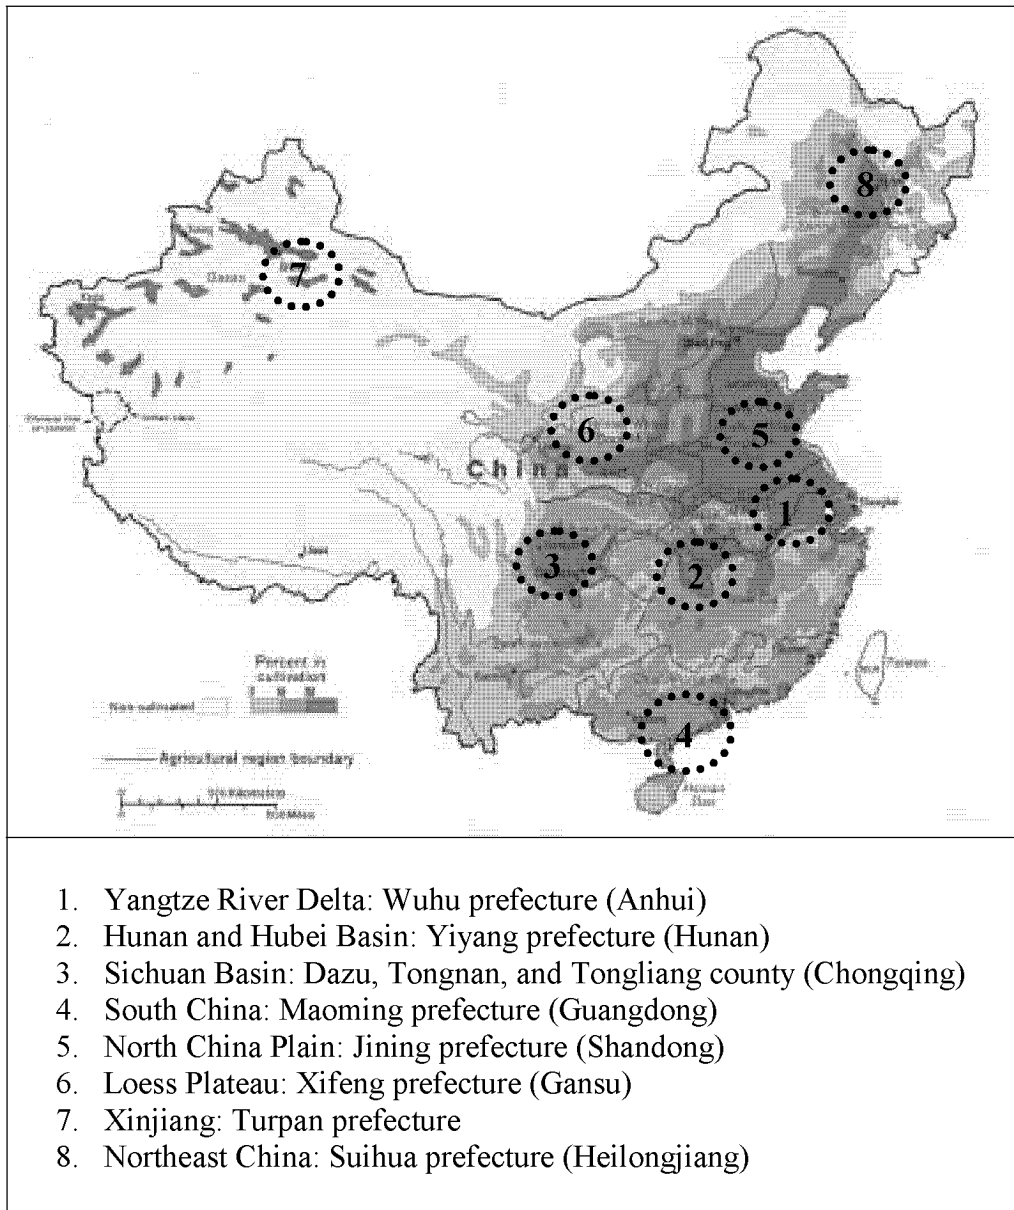 8
7
6
5
China
1
3
2
Percent in
cultivation
Taiwan
Non-cultivated
4
Agricultural region boundary
1. Yangtze River Delta: Wuhu prefecture (Anhui)
2. Hunan and Hubei Basin: Yiyang prefecture (Hunan)
3. Sichuan Basin: Dazu, Tongnan, and Tongliang county (Chongqing)
4. South China: Maoming prefecture (Guangdong)
5. North China Plain: Jining prefecture (Shandong)
6. Loess Plateau: Xifeng prefecture (Gansu)
7. Xinjiang: Turpan prefecture
8. Northeast China: Suihua prefecture (Heilongjiang)